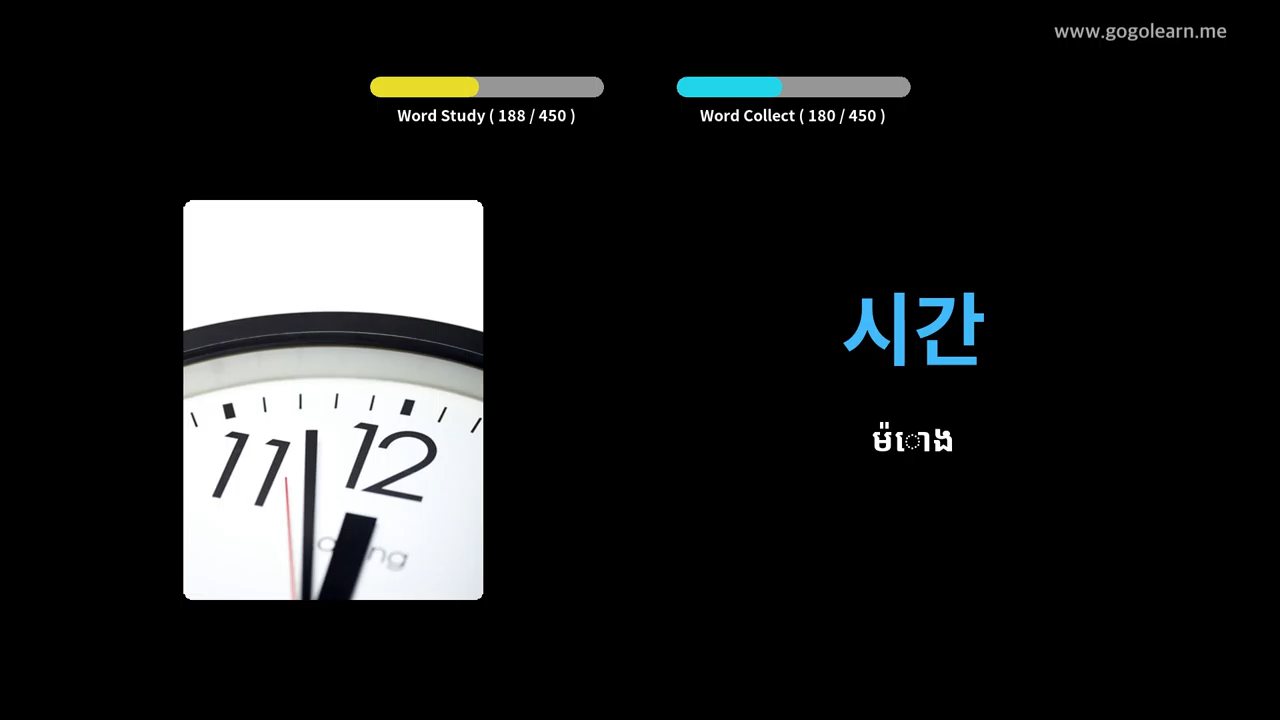 www.gogolearn.me
Word Study ( 188 / 450 )
Word Collect ( 180 / 450 )
시간
ម៉ោង
11
12